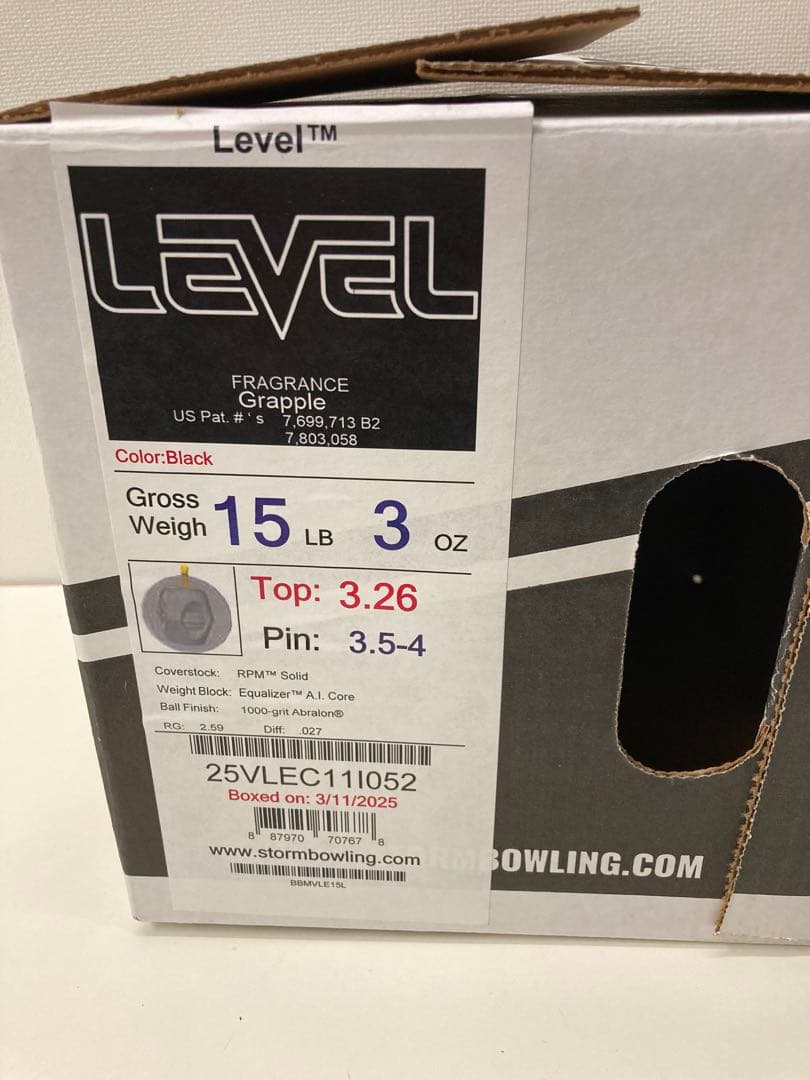 Level™
LEVEL
FRAGRANCE
Grapple
US Pat. #'s 7,699,713 B2
7,803,058
Color:Black
Gross Weigh 15 LB 3 OZ
Top: 3.26
Pin: 3.5-4
Coverstock: RPM™ Solid
Weight Block: Equalizer™ A.I. Core
Ball Finish: 1000-grit Abralon®
RG: 2.59 Diff: .027
25VLEC11I052
Boxed on: 3/11/2025
8 87970 70767 8
www.stormbowling.com
BBMVLE15L
RMBOWLING.COM